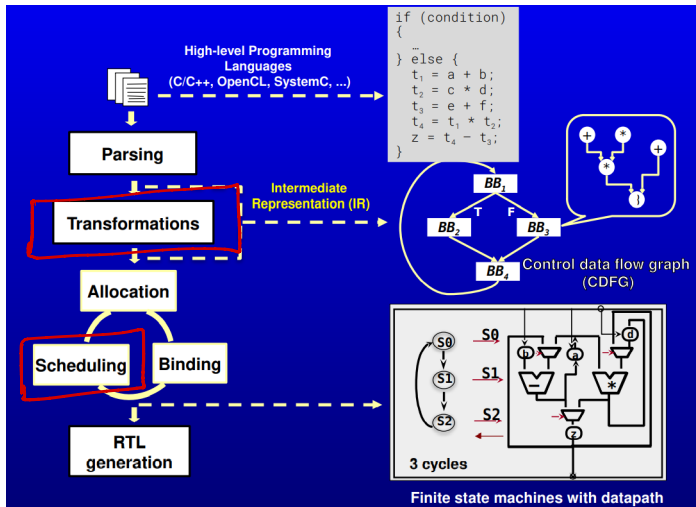 High-level Programming
Languages
(C/C++, OpenCL, SystemC, ...)
if (condition)
{
…
} else {
t₁ = a + b;
t₂ = c * d;
t₃ = e + f;
t₄ = t₁ * t₂;
z = t₄ – t₃;
}
Parsing
Intermediate
Representation (IR)
Transformations
BB₁
T F
BB₂ BB₃
BB₄
+ * +
*
Control data flow graph
(CDFG)
Allocation
Scheduling Binding
RTL
generation
S0 S0
S1 S1
S2 S2
b a d
– *
z
3 cycles
Finite state machines with datapath